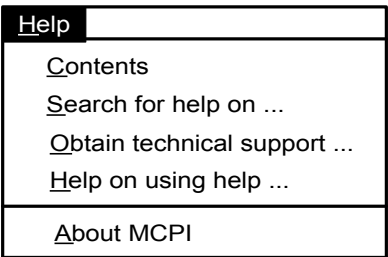 Help
Contents
Search for help on ...
Obtain technical support ...
Help on using help ...
About MCPI